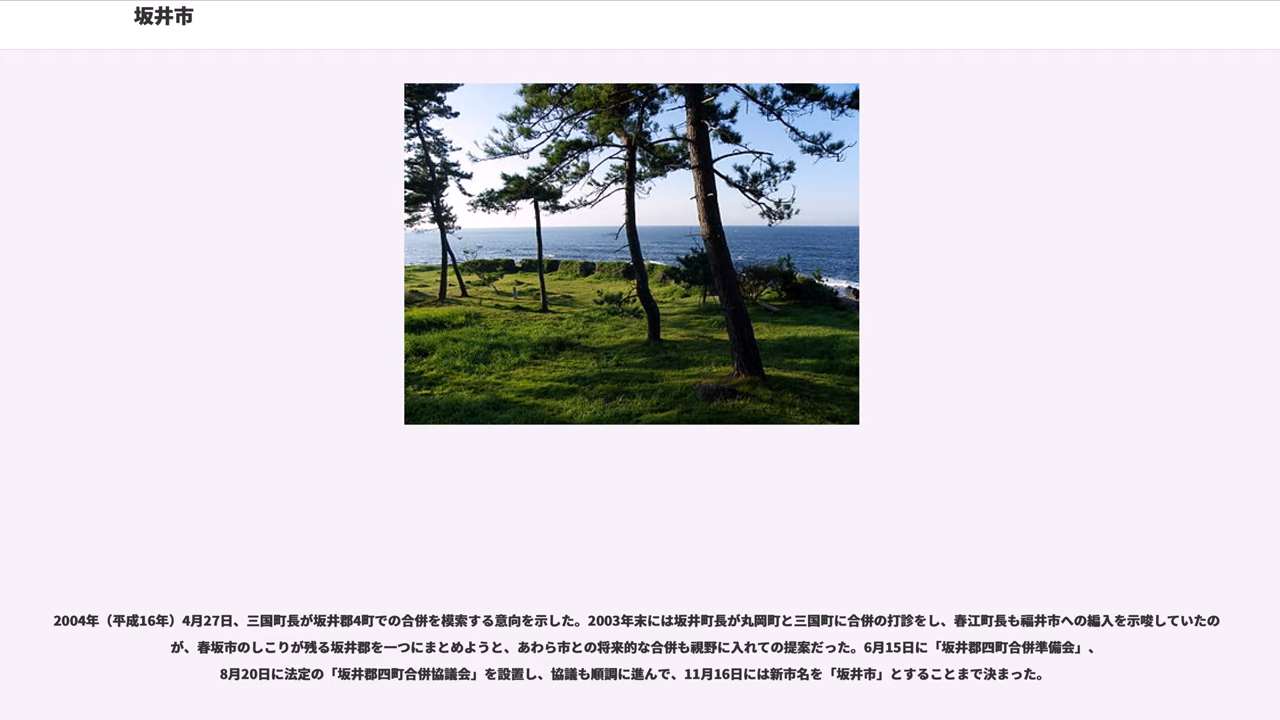 坂井市
2004年（平成16年）4月27日、三国町長が坂井郡4町での合併を模索する意向を示した。2003年末には坂井町長が丸岡町と三国町に合併の打診をし、春江町長も福井市への編入を示唆していたの
が、春坂市のしこりが残る坂井郡を一つにまとめようと、あわら市との将来的な合併も視野に入れての提案だった。6月15日に「坂井郡四町合併準備会」、
8月20日に法定の「坂井郡四町合併協議会」を設置し、協議も順調に進んで、11月16日には新市名を「坂井市」とすることまで決まった。